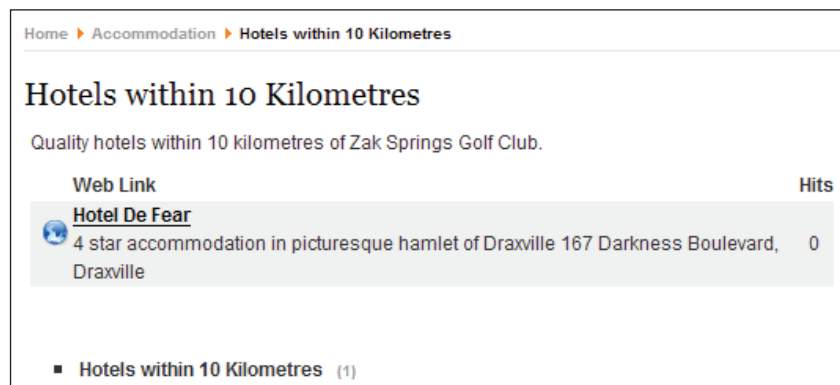 Home Accommodation Hotels within 10 Kilometres
Hotels within 10 Kilometres
Quality hotels within 10 kilometres of Zak Springs Golf Club.
Web Link Hits
Hotel De Fear
4 star accommodation in picturesque hamlet of Draxville 167 Darkness Boulevard, 0
Draxville
Hotels within 10 Kilometres (1)